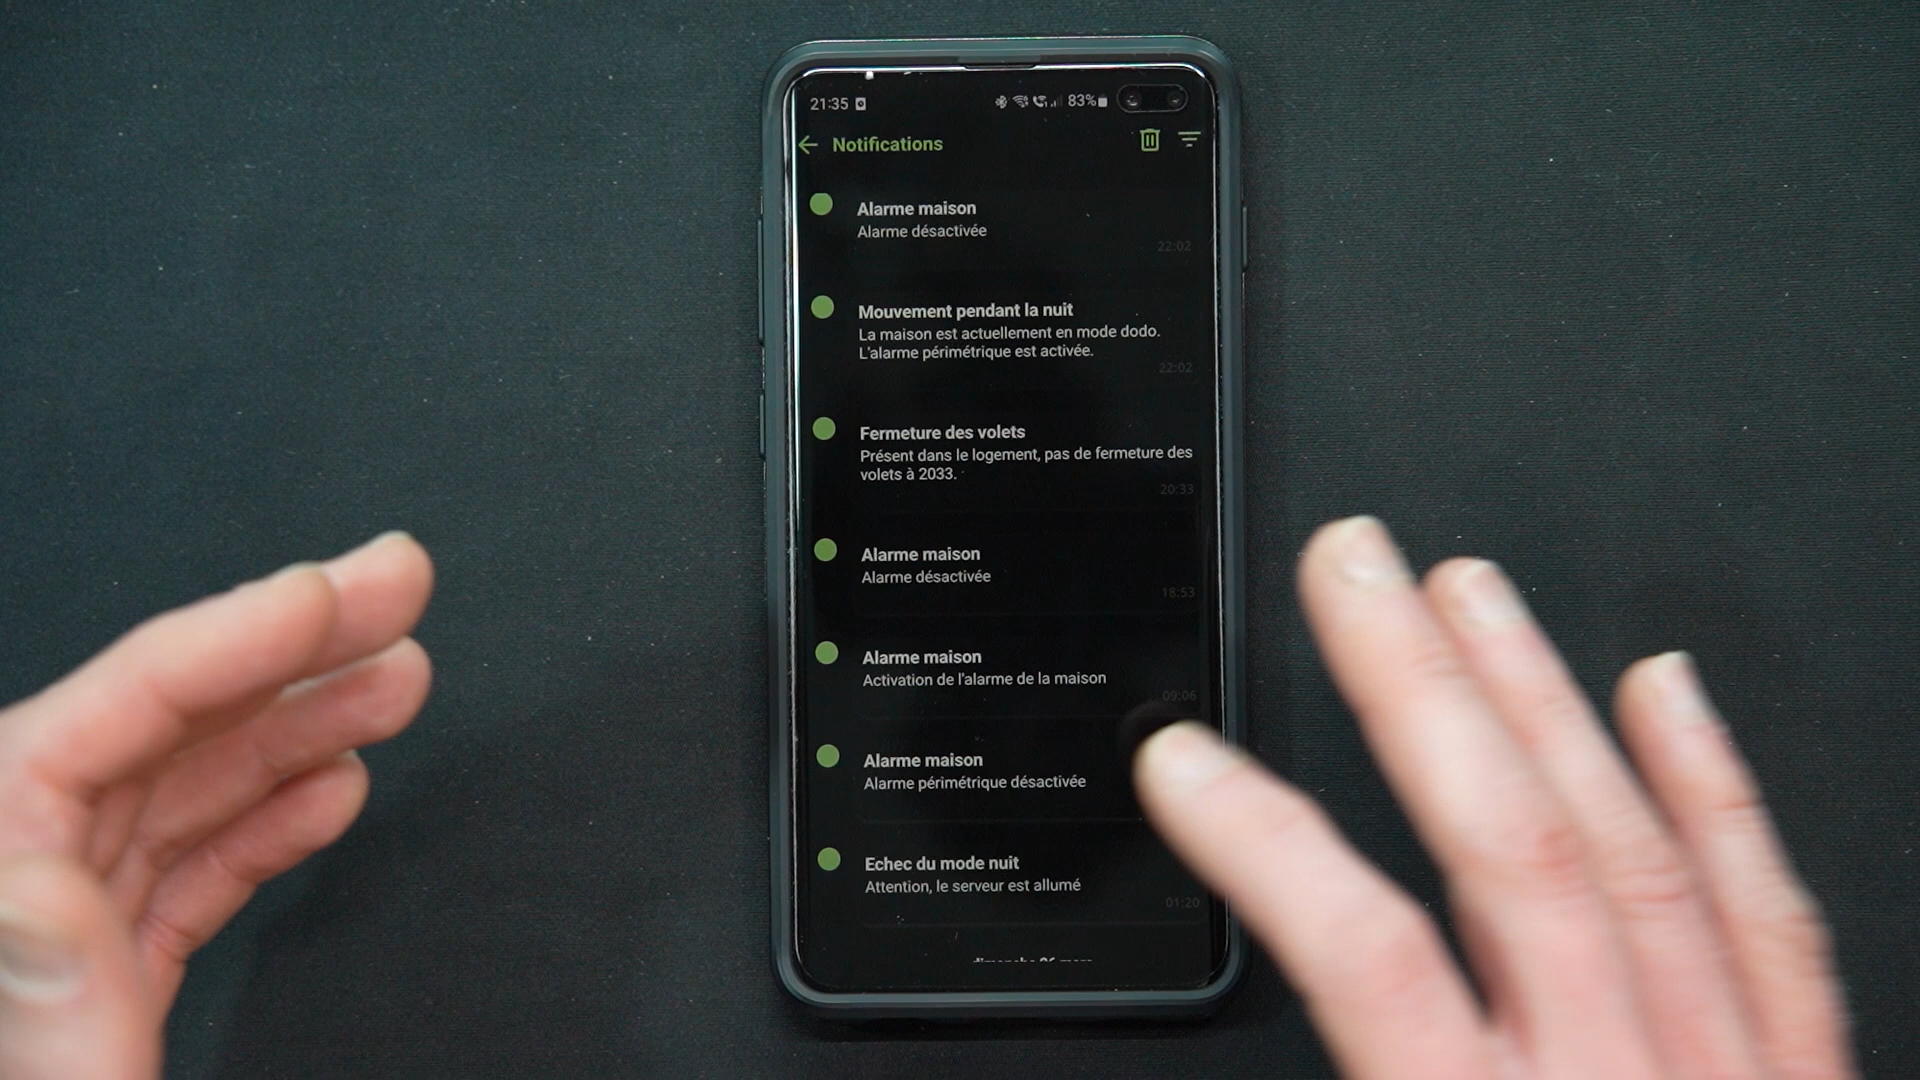 21:35
83%
Notifications
Alarme maison
Alarme désactivée
22:02
Mouvement pendant la nuit
La maison est actuellement en mode dodo.
L'alarme périmétrique est activée.
22:02
Fermeture des volets
Présent dans le logement, pas de fermeture des
volets à 2033.
20:33
Alarme maison
Alarme désactivée
18:53
Alarme maison
Activation de l'alarme de la maison
09:06
Alarme maison
Alarme périmétrique désactivée
Echec du mode nuit
Attention, le serveur est allumé
01:20